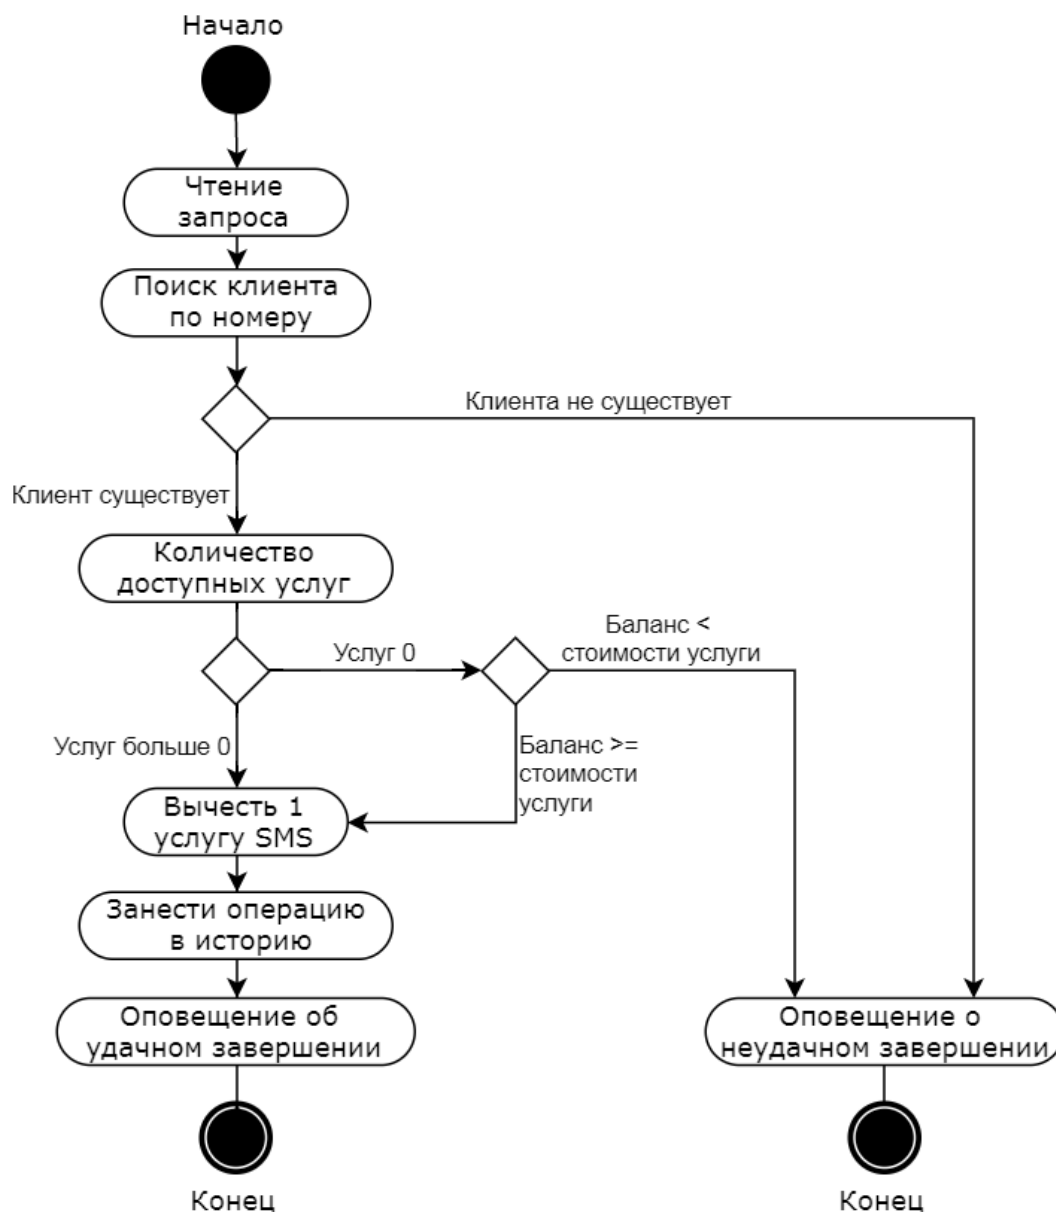 Начало
Чтение
запроса
Поиск клиента
по номеру
Клиента не существует
Клиент существует
Количество
доступных услуг
Баланс <
стоимости услуги
Услуг 0
Услуг больше 0
Баланс >=
стоимости
услуги
Вычесть 1
услугу SMS
Занести операцию
в историю
Оповещение об
удачном завершении
Оповещение о
неудачном завершении
Конец
Конец